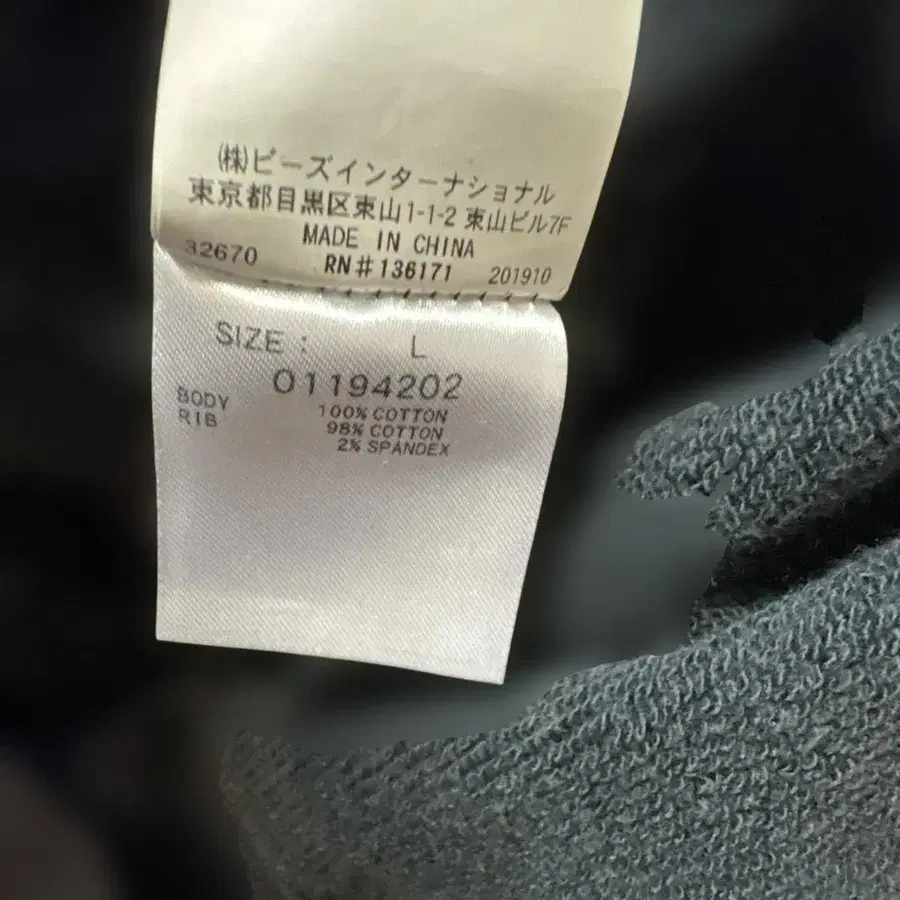 (株)ビーズインターナショナル
東京都目黒区東山1-1-2 東山ビル7F
MADE IN CHINA
32670 RN#136171 201910
SIZE : L
01194202
BODY 100% COTTON
RIB 98% COTTON
2% SPANDEX